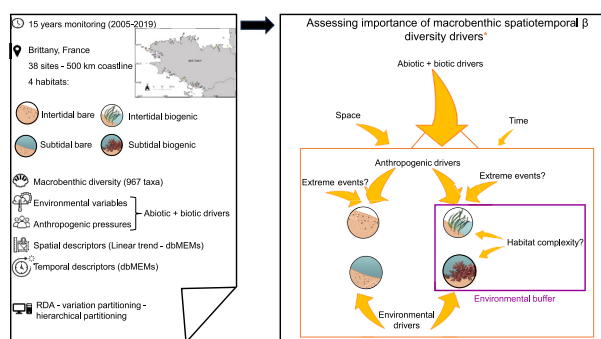 15 years monitoring (2005-2019)
Brittany, France
38 sites - 500 km coastline
4 habitats:
Intertidal bare
Intertidal biogenic
Subtidal bare
Subtidal biogenic
Macrobenthic diversity (967 taxa)
Environmental variables
Anthropogenic pressures
Abiotic + biotic drivers
Spatial descriptors (Linear trend - dbMEMs)
Temporal descriptors (dbMEMs)
RDA - variation partitioning -
hierarchical partitioning
Assessing importance of macrobenthic spatiotemporal β
diversity drivers*
Abiotic + biotic drivers
Space
Time
Anthropogenic drivers
Extreme events?
Extreme events?
Habitat complexity?
Environmental buffer
Environmental
drivers